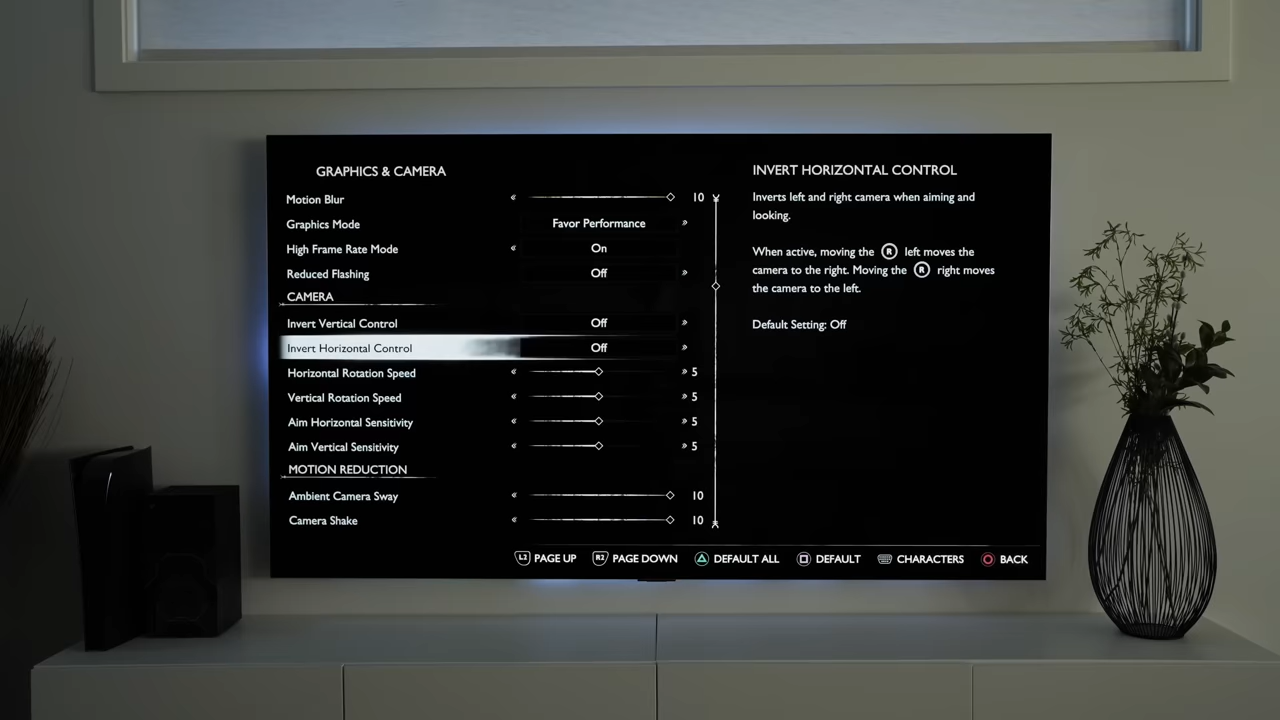 GRAPHICS & CAMERA
Motion Blur 10
Graphics Mode Favor Performance
High Frame Rate Mode On
Reduced Flashing Off
CAMERA
Invert Vertical Control Off
Invert Horizontal Control Off
Horizontal Rotation Speed 5
Vertical Rotation Speed 5
Aim Horizontal Sensitivity 5
Aim Vertical Sensitivity 5
MOTION REDUCTION
Ambient Camera Sway 10
Camera Shake 10
INVERT HORIZONTAL CONTROL
Inverts left and right camera when aiming and
looking.
When active, moving the R left moves the
camera to the right. Moving the R right moves
the camera to the left.
Default Setting: Off
L2 PAGE UP R2 PAGE DOWN DEFAULT ALL DEFAULT CHARACTERS BACK